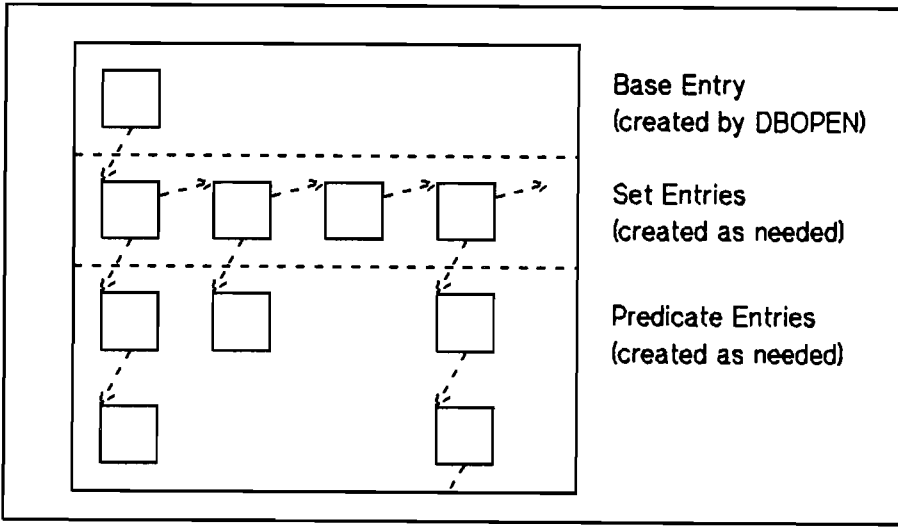 Base Entry
(created by DBOPEN)
Set Entries
(created as needed)
Predicate Entries
(created as needed)